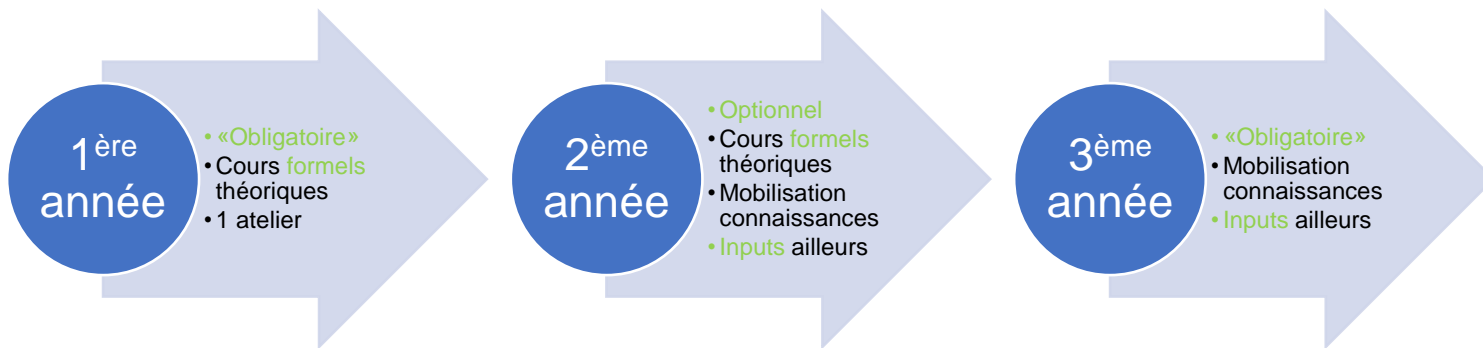 1ère
année
• «Obligatoire»
• Cours formels
théoriques
• 1 atelier
2ème
année
• Optionnel
• Cours formels
théoriques
• Mobilisation
connaissances
• Inputs ailleurs
3ème
année
• «Obligatoire»
• Mobilisation
connaissances
• Inputs ailleurs